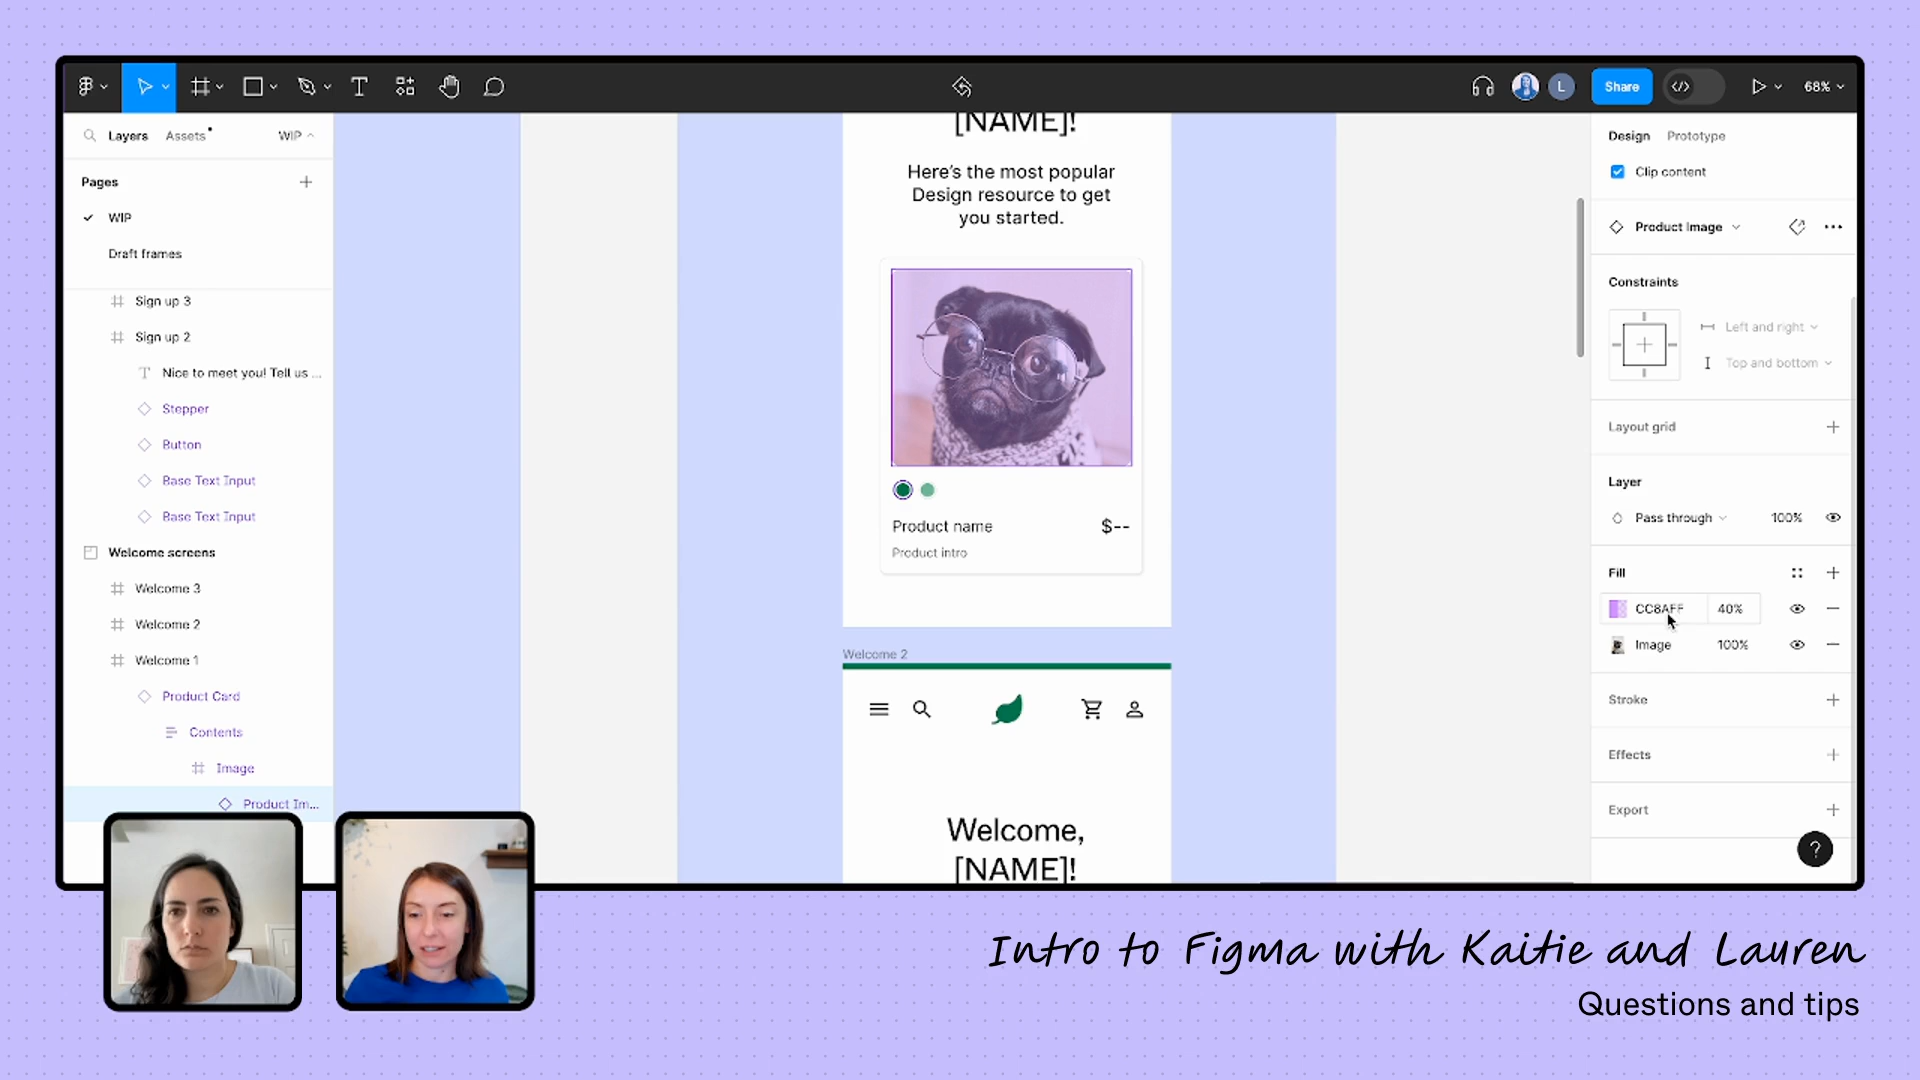 L
Share
68%
Layers
Assets
WIP
Pages
WIP
Draft frames
Sign up 3
Sign up 2
Nice to meet you! Tell us ...
Stepper
Button
Base Text Input
Base Text Input
Welcome screens
Welcome 3
Welcome 2
Welcome 1
Product Card
Contents
Image
Product Im...
[NAME]!
Here's the most popular
Design resource to get
you started.
Product name
$--
Product intro
Welcome 2
Welcome,
[NAME]!
Design
Prototype
Clip content
Product Image
Constraints
Left and right
Top and bottom
Layout grid
Layer
Pass through
100%
Fill
CC8AFF
40%
Image
100%
Stroke
Effects
Export
?
Intro to Figma with Kaitie and Lauren
Questions and tips